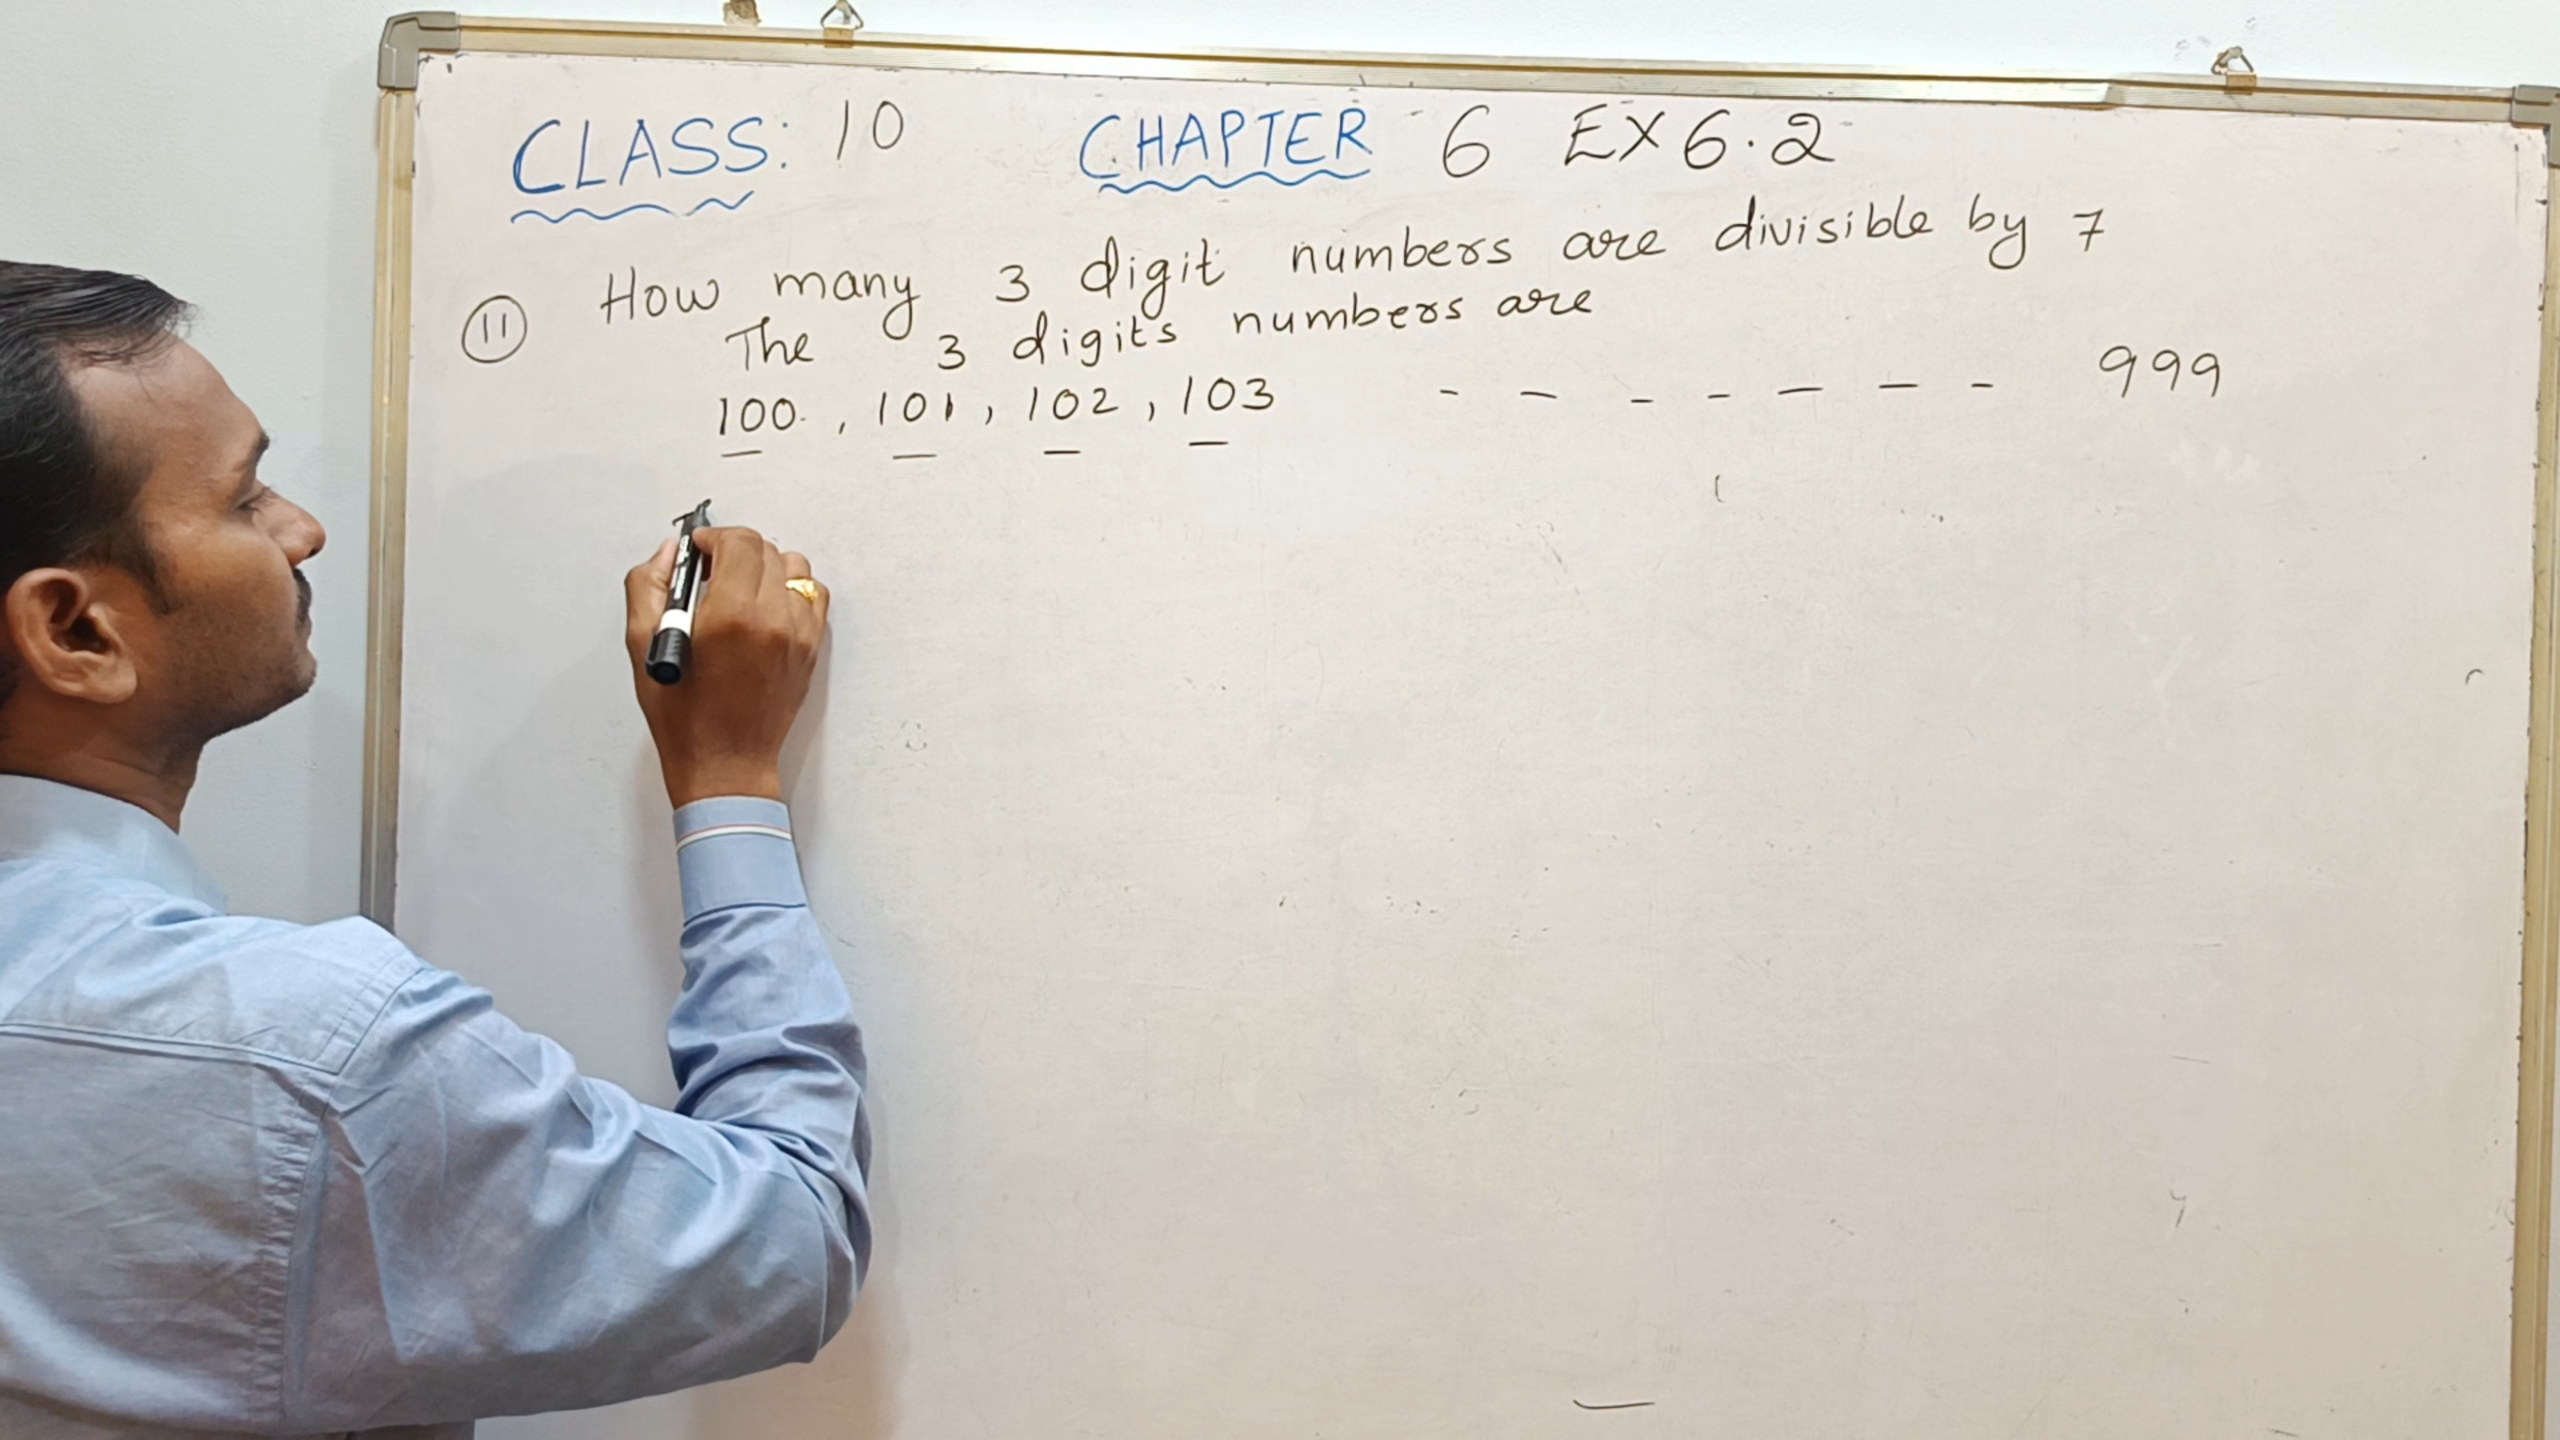 CLASS: 10 CHAPTER 6 EX 6.2
11 How many 3 digit numbers are divisible by 7
The 3 digits numbers are
100, 101, 102, 103 - - - - - - - 999